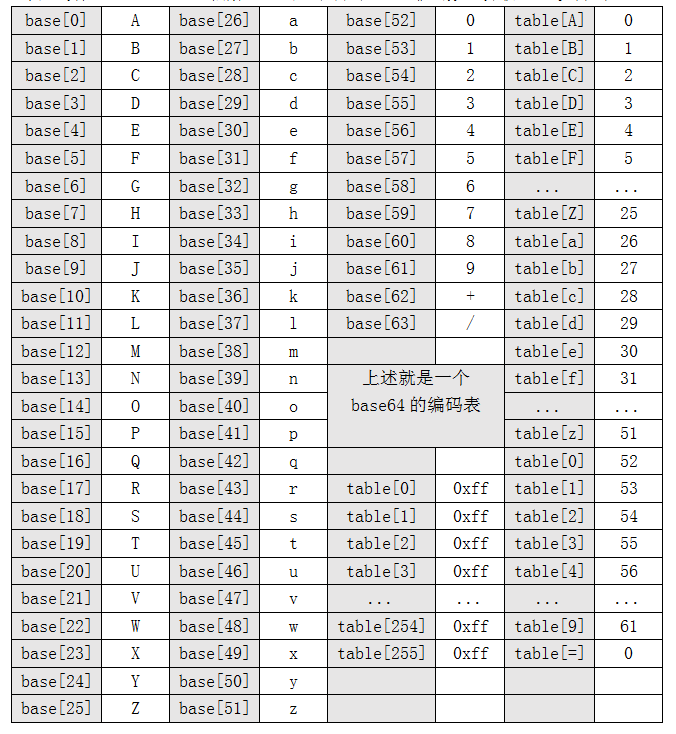 base[0] A base[26] a base[52] 0 table[A] 0
base[1] B base[27] b base[53] 1 table[B] 1
base[2] C base[28] c base[54] 2 table[C] 2
base[3] D base[29] d base[55] 3 table[D] 3
base[4] E base[30] e base[56] 4 table[E] 4
base[5] F base[31] f base[57] 5 table[F] 5
base[6] G base[32] g base[58] 6 ... ...
base[7] H base[33] h base[59] 7 table[Z] 25
base[8] I base[34] i base[60] 8 table[a] 26
base[9] J base[35] j base[61] 9 table[b] 27
base[10] K base[36] k base[62] + table[c] 28
base[11] L base[37] l base[63] / table[d] 29
base[12] M base[38] m table[e] 30
base[13] N base[39] n 上述就是一个 table[f] 31
base[14] O base[40] o base64 的编码表 ... ...
base[15] P base[41] p table[z] 51
base[16] Q base[42] q table[0] 52
base[17] R base[43] r table[0] 0xff table[1] 53
base[18] S base[44] s table[1] 0xff table[2] 54
base[19] T base[45] t table[2] 0xff table[3] 55
base[20] U base[46] u table[3] 0xff table[4] 56
base[21] V base[47] v ... ... ... ...
base[22] W base[48] w table[254] 0xff table[9] 61
base[23] X base[49] x table[255] 0xff table[=] 0
base[24] Y base[50] y
base[25] Z base[51] z